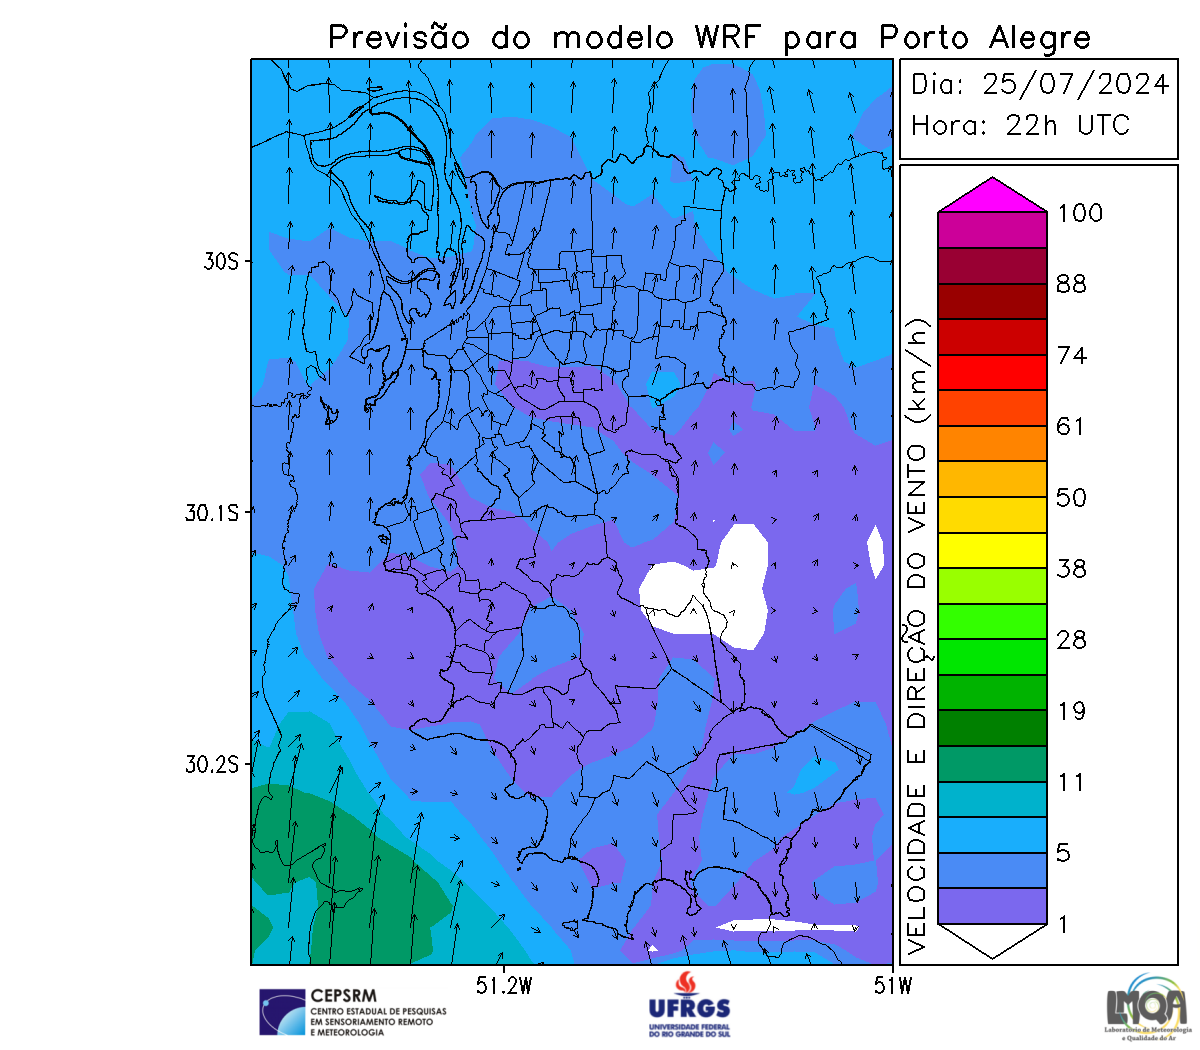 Previsão do modelo WRF para Porto Alegre
Dia: 25/07/2024
Hora: 22h UTC
30S
30.1S
30.2S
51.2W
51W
VELOCIDADE E DIREÇÃO DO VENTO (km/h)
100
88
74
61
50
38
28
19
11
5
1
CEPSRM
CENTRO ESTADUAL DE PESQUISAS
EM SENSORIAMENTO REMOTO
E METEOROLOGIA
UFRGS
UNIVERSIDADE FEDERAL
DO RIO GRANDE DO SUL
LMQA
Laboratório de Meteorologia
e Qualidade do Ar